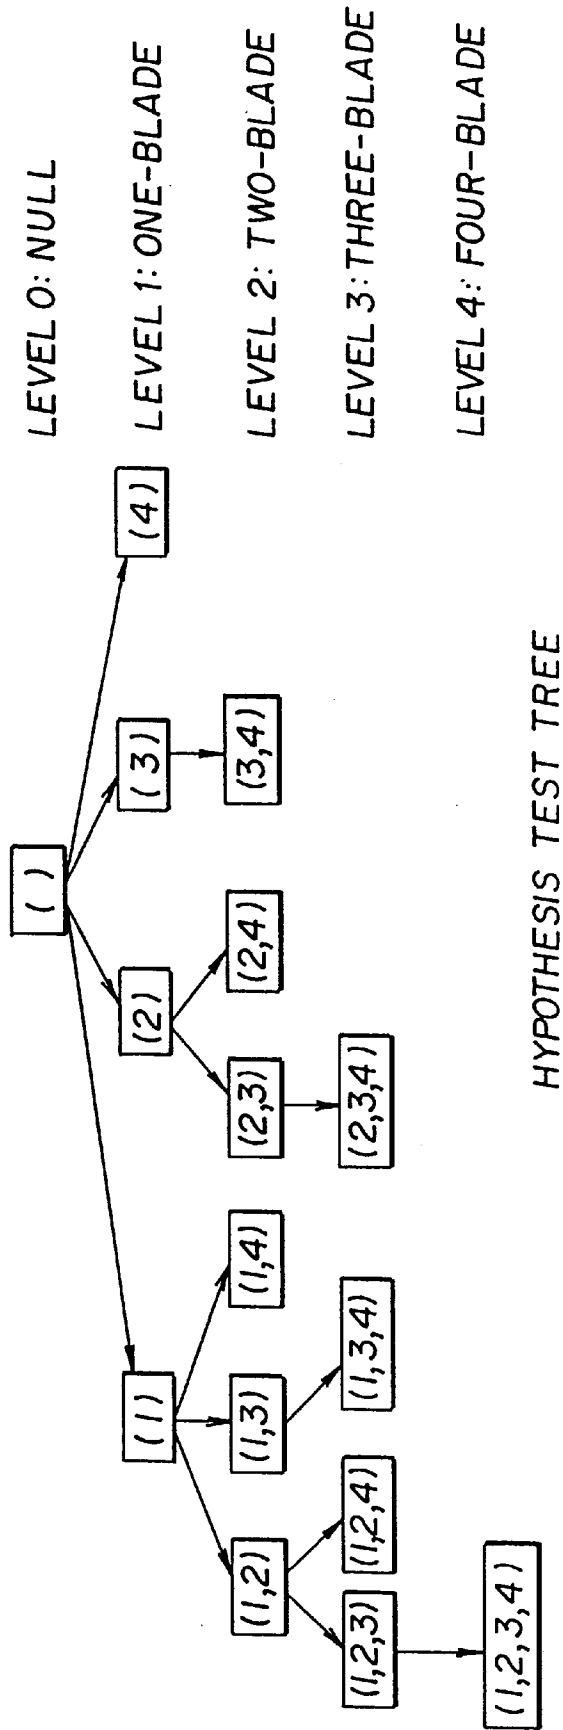 ( ) LEVEL 0: NULL
(1) (2) (3) (4) LEVEL 1: ONE-BLADE
(1,2) (1,3) (1,4) (2,3) (2,4) (3,4) LEVEL 2: TWO-BLADE
(1,2,3) (1,2,4) (1,3,4) (2,3,4) LEVEL 3: THREE-BLADE
(1,2,3,4) LEVEL 4: FOUR-BLADE
HYPOTHESIS TEST TREE